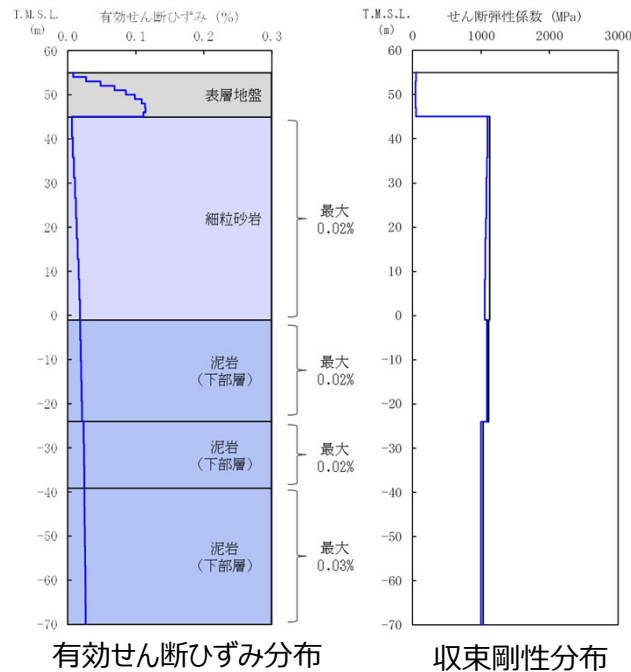 T.M.S.L.
(m)
有効せん断ひずみ (%)
0.0 0.1 0.2 0.3
60
50
40
30
20
10
0
-10
-20
-30
-40
-50
-60
-70
表層地盤
細粒砂岩
最大
0.02%
泥岩
(下部層)
最大
0.02%
泥岩
(下部層)
最大
0.02%
泥岩
(下部層)
最大
0.03%
有効せん断ひずみ分布
T.M.S.L.
(m)
せん断弾性係数 (MPa)
0 1000 2000 3000
60
50
40
30
20
10
0
-10
-20
-30
-40
-50
-60
-70
収束剛性分布